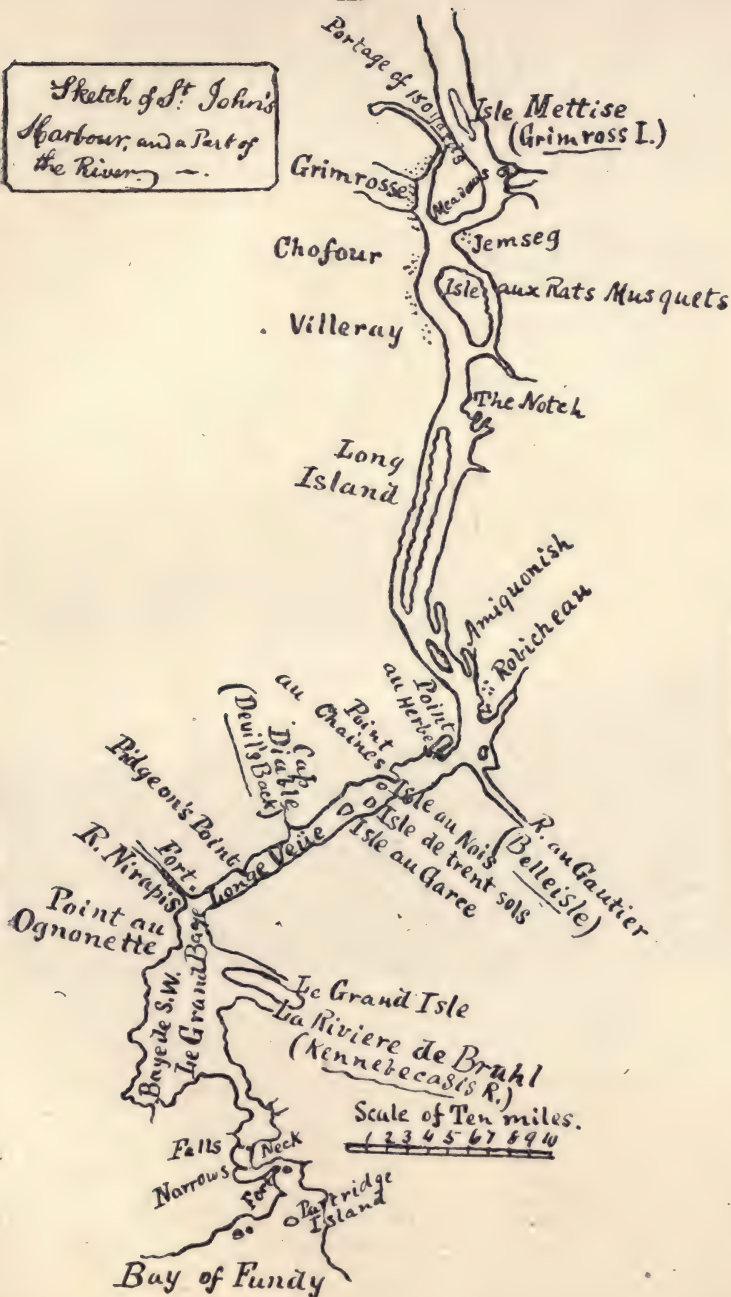 Sketch of St. John's
Harbour, and a Part of
the River —.
Portage of 150 Yards
Isle Mettise
(Grimross I.)
Grimrosse
Meadows
Jemseg
Chofour
Isle aux Rats Musquets
Villeray
The Notch
Long
Island
Amiquonish
Robicheau
Point
au Herbe
Point
au Chaines
Cap
Diable
(Devil's Back)
Pidgeon's Point
Fort
R. Nirapis
Longe Veüe
Isle au Nois
Isle de trent sols
Isle au Garce
R. au Gautier
(Belleisle)
Point au
Ognonette
Baye de S.W.
Le Grand Baye
Le Grand Isle
La Riviere de Bruhl
(Kennebecasis R.)
Scale of Ten miles.
1 2 3 4 5 6 7 8 9 10
Falls
Neck
Narrows
Fort
Partridge
Island
Bay of Fundy